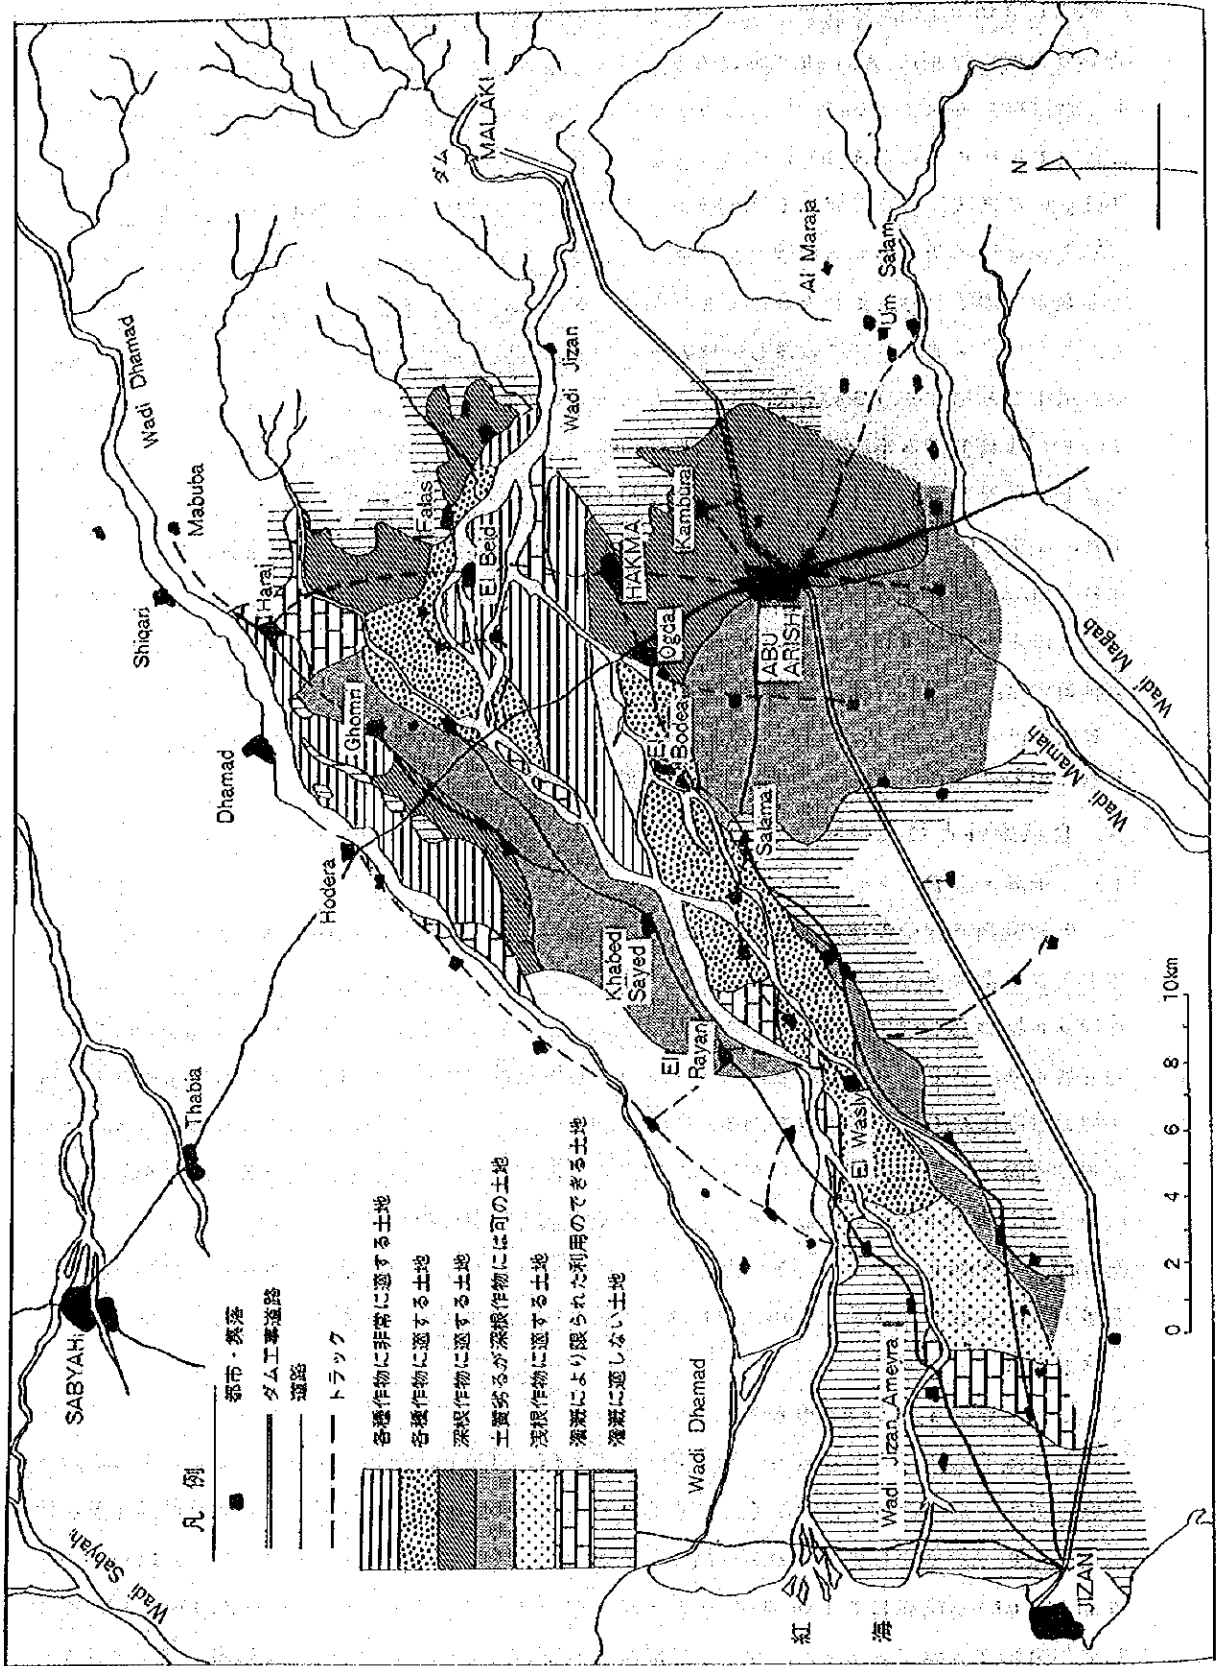 Wadi Sabyah
SABYAH
Thabia
Hodera
Dhamad
Shiqari
Mabuba
Wadi Dhamad
Haraj
Ghomri
Falas
El Beid
Wadi Jizan
ダム
MALAKI
HAKMA
Kambura
Ogda
ABU
ARISH
El
Bodea
Salama
Khabed
Sayed
El
Rayan
El Wasly
Al Maraja
Um Salam
N
Wadi Magab
Wadi Mamlah
Wadi Dhamad
Wadi Jizan Ameyra
紅
海
JIZAN
凡 例
都市・集落
ダム工事道路
道路
トラック
各種作物に非常に適する土地
各種作物に適する土地
深根作物に適する土地
土質劣るが深根作物には可の土地
浅根作物に適する土地
灌漑により限られた利用のできる土地
灌漑に適しない土地
0 2 4 6 8 10km